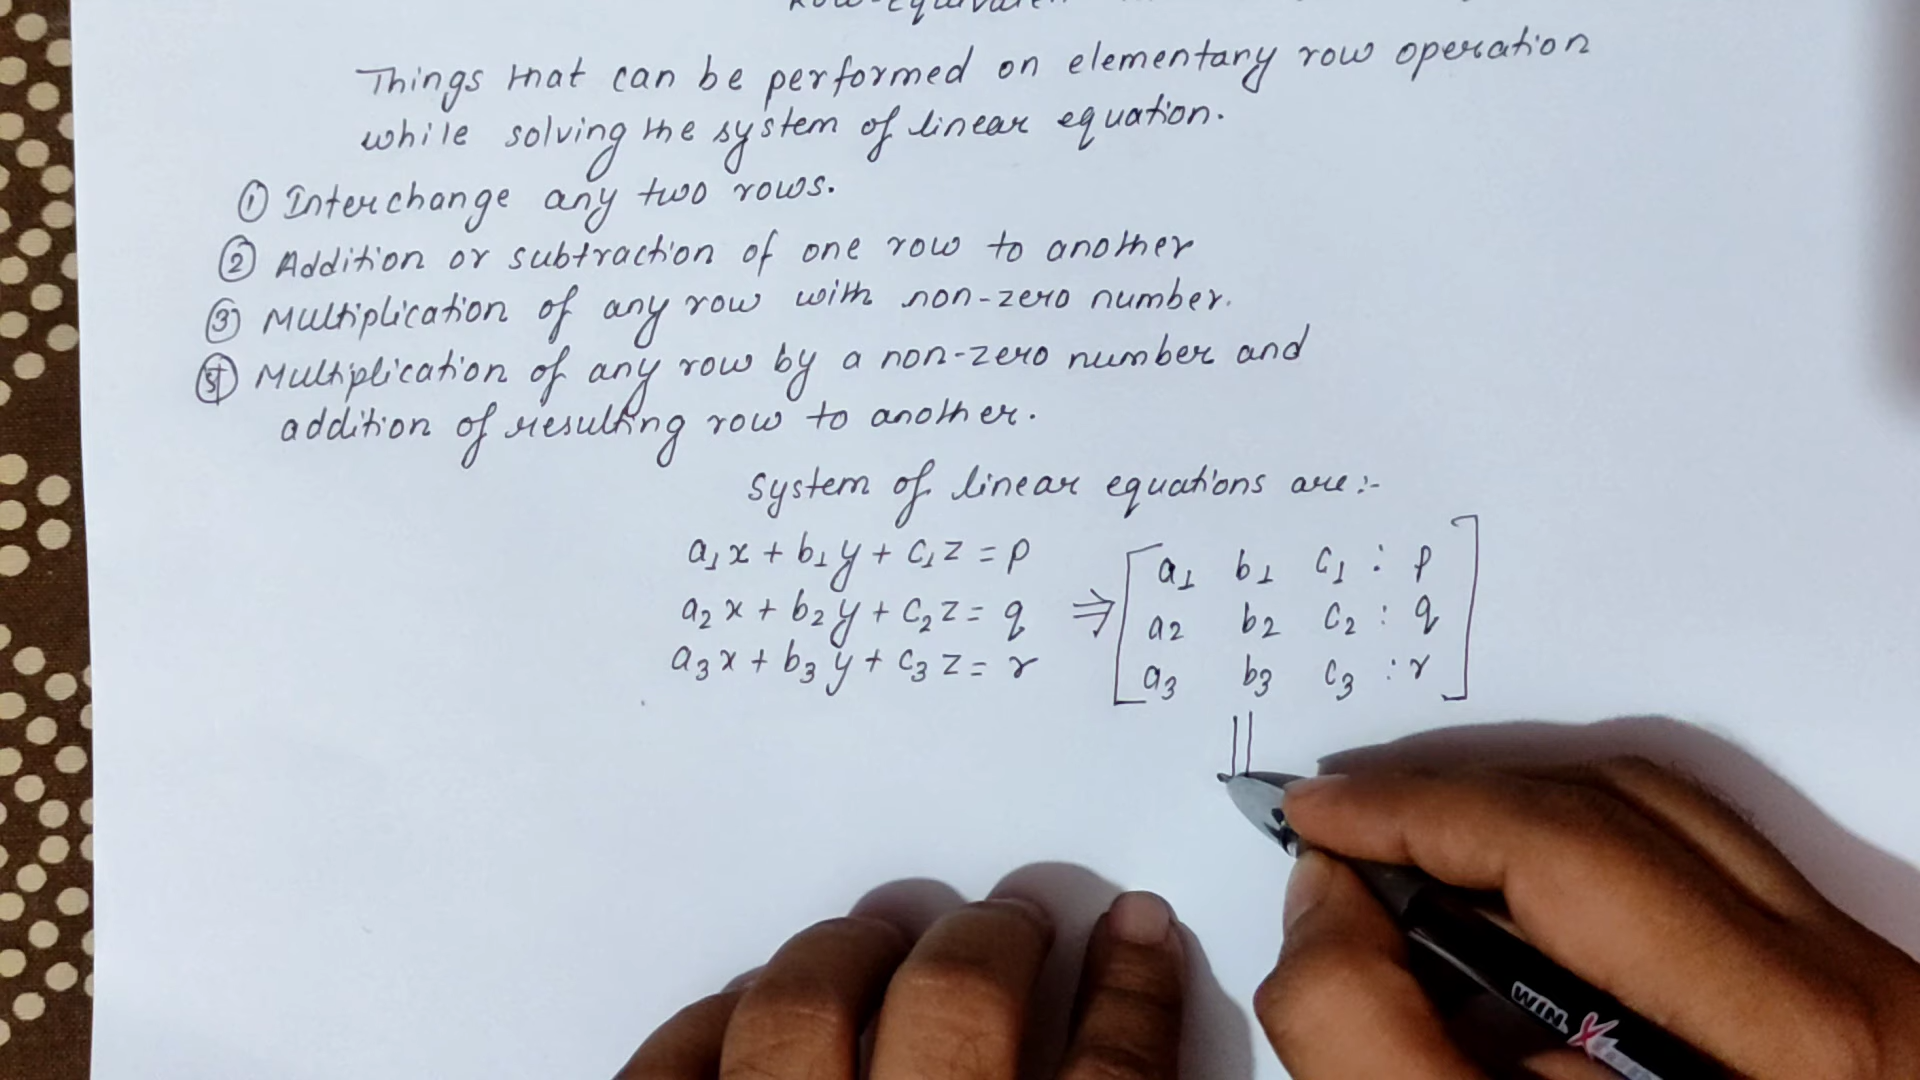 Row-equivalen
Things that can be performed on elementary row operation
while solving the system of linear equation.
① Interchange any two rows.
② Addition or subtraction of one row to another
③ Multiplication of any row with non-zero number.
Multiplication of any row by a non-zero number and
addition of resulting row to another.
System of linear equations are:-
a₁x + b₁y + c₁z = p ⇒ [ a₁ b₁ c₁ : p
a₂x + b₂y + c₂z = q a₂ b₂ c₂ : q
a₃x + b₃y + c₃z = r a₃ b₃ c₃ : r ]
WIN